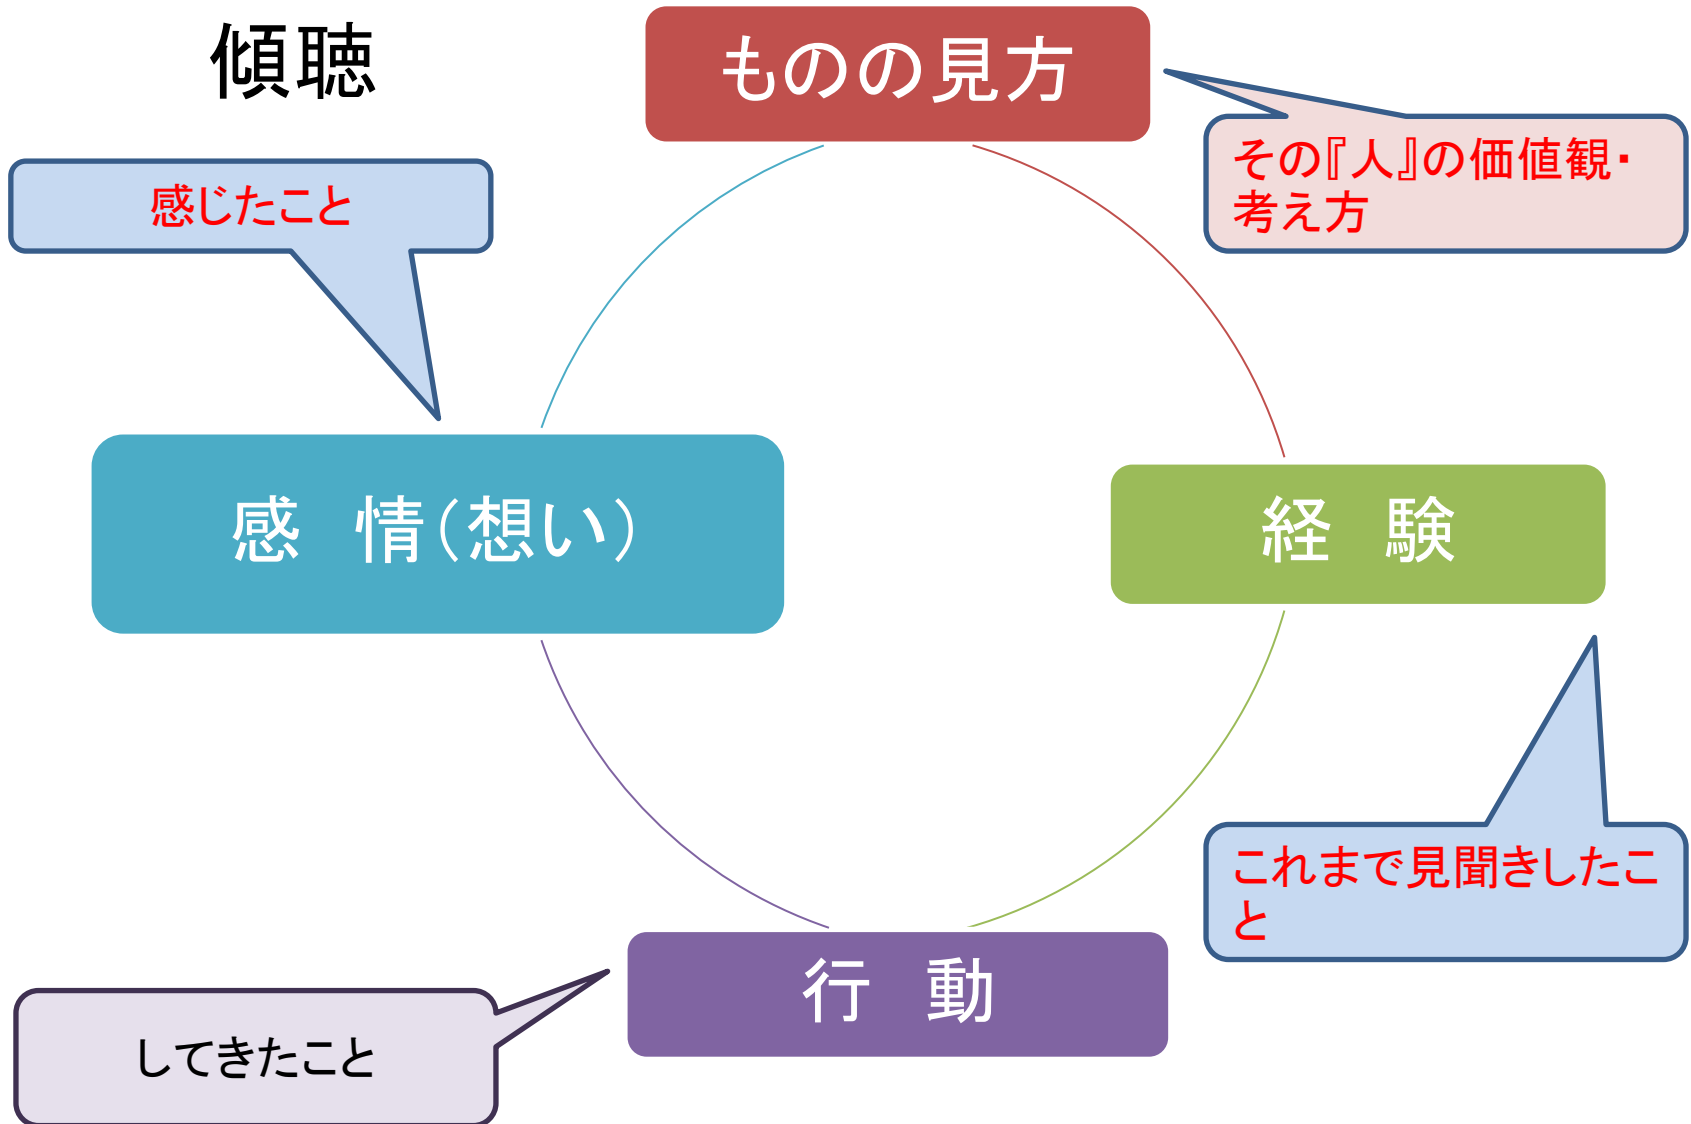 傾聴
ものの見方
その『人』の価値観・
考え方
感じたこと
感　情（想い）
経　験
これまで見聞きしたこ
と
行　動
してきたこと